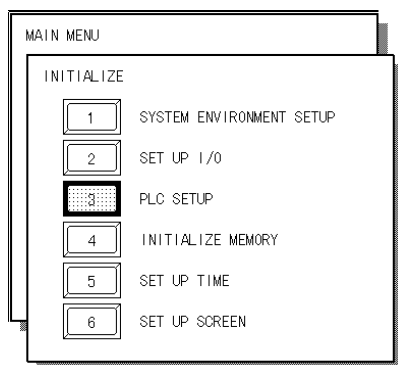 MAIN MENU
INITIALIZE
1 SYSTEM ENVIRONMENT SETUP
2 SET UP I/O
3 PLC SETUP
4 INITIALIZE MEMORY
5 SET UP TIME
6 SET UP SCREEN